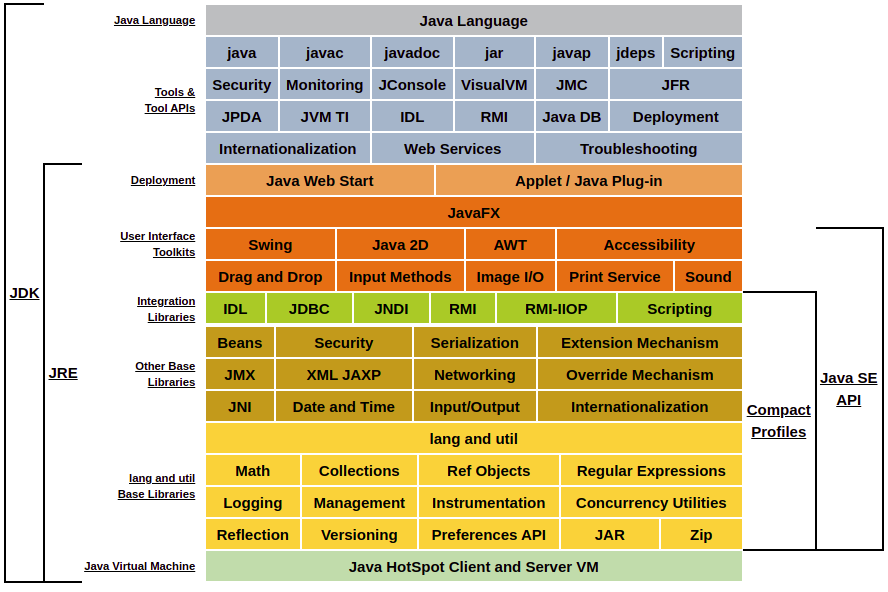 Java Language Java Language
java javac javadoc jar javap jdeps Scripting
Security Monitoring JConsole VisualVM JMC JFR
Tools &
Tool APIs
JPDA JVM TI IDL RMI Java DB Deployment
Internationalization Web Services Troubleshooting
Deployment Java Web Start Applet / Java Plug-in
JavaFX
User Interface
Toolkits
Swing Java 2D AWT Accessibility
Drag and Drop Input Methods Image I/O Print Service Sound
JDK
Integration
Libraries
IDL JDBC JNDI RMI RMI-IIOP Scripting
Beans Security Serialization Extension Mechanism
JRE
Other Base
Libraries
JMX XML JAXP Networking Override Mechanism
Java SE
API
JNI Date and Time Input/Output Internationalization
Compact
Profiles
lang and util
Math Collections Ref Objects Regular Expressions
lang and util
Base Libraries
Logging Management Instrumentation Concurrency Utilities
Reflection Versioning Preferences API JAR Zip
Java Virtual Machine Java HotSpot Client and Server VM